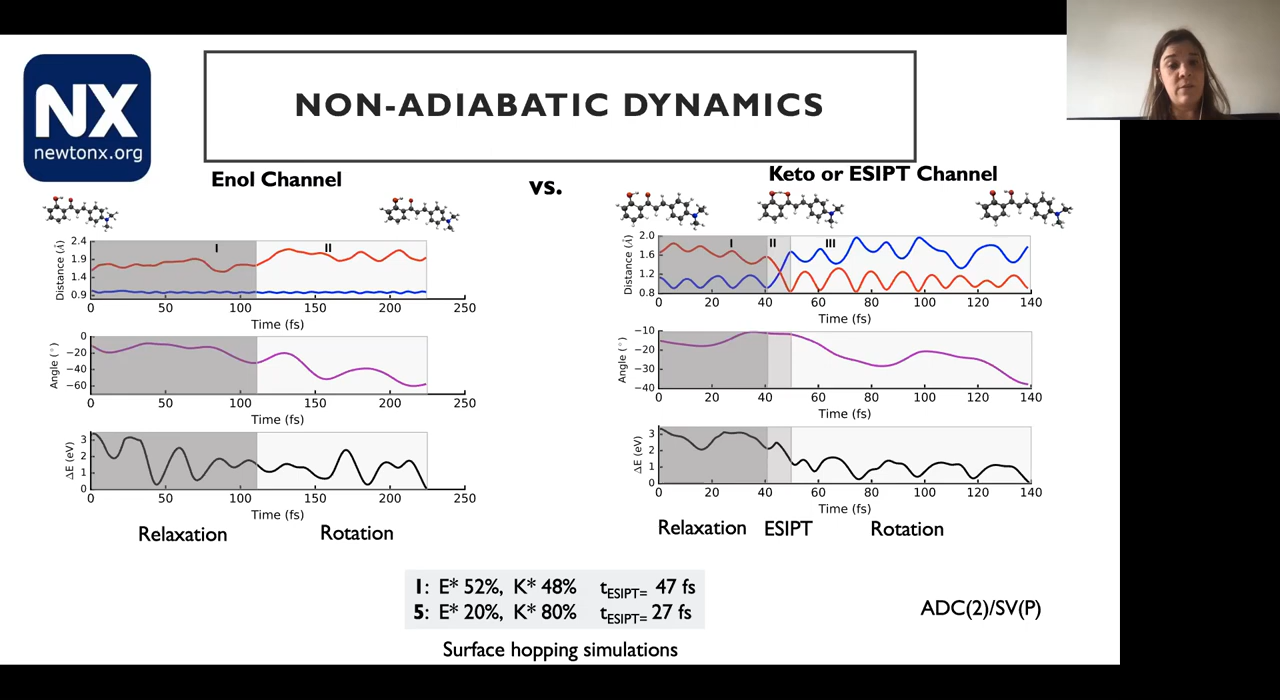 NX
newtonx.org
NON-ADIABATIC DYNAMICS
Enol Channel
vs.
Keto or ESIPT Channel
I
II
Distance (Å)
2.4
1.9
1.4
0.9
0 50 100 150 200 250
Time (fs)
Angle (°)
0
−20
−40
−60
0 50 100 150 200 250
Time (fs)
ΔE (eV)
3
2
1
0
0 50 100 150 200 250
Time (fs)
Relaxation
Rotation
I
II
III
Distance (Å)
2.0
1.6
1.2
0.8
0 20 40 60 80 100 120 140
Time (fs)
Angle (°)
−10
−20
−30
−40
0 20 40 60 80 100 120 140
Time (fs)
ΔE (eV)
3
2
1
0
0 20 40 60 80 100 120 140
Time (fs)
Relaxation
ESIPT
Rotation
1: E* 52%, K* 48% tESIPT= 47 fs
5: E* 20%, K* 80% tESIPT= 27 fs
ADC(2)/SV(P)
Surface hopping simulations